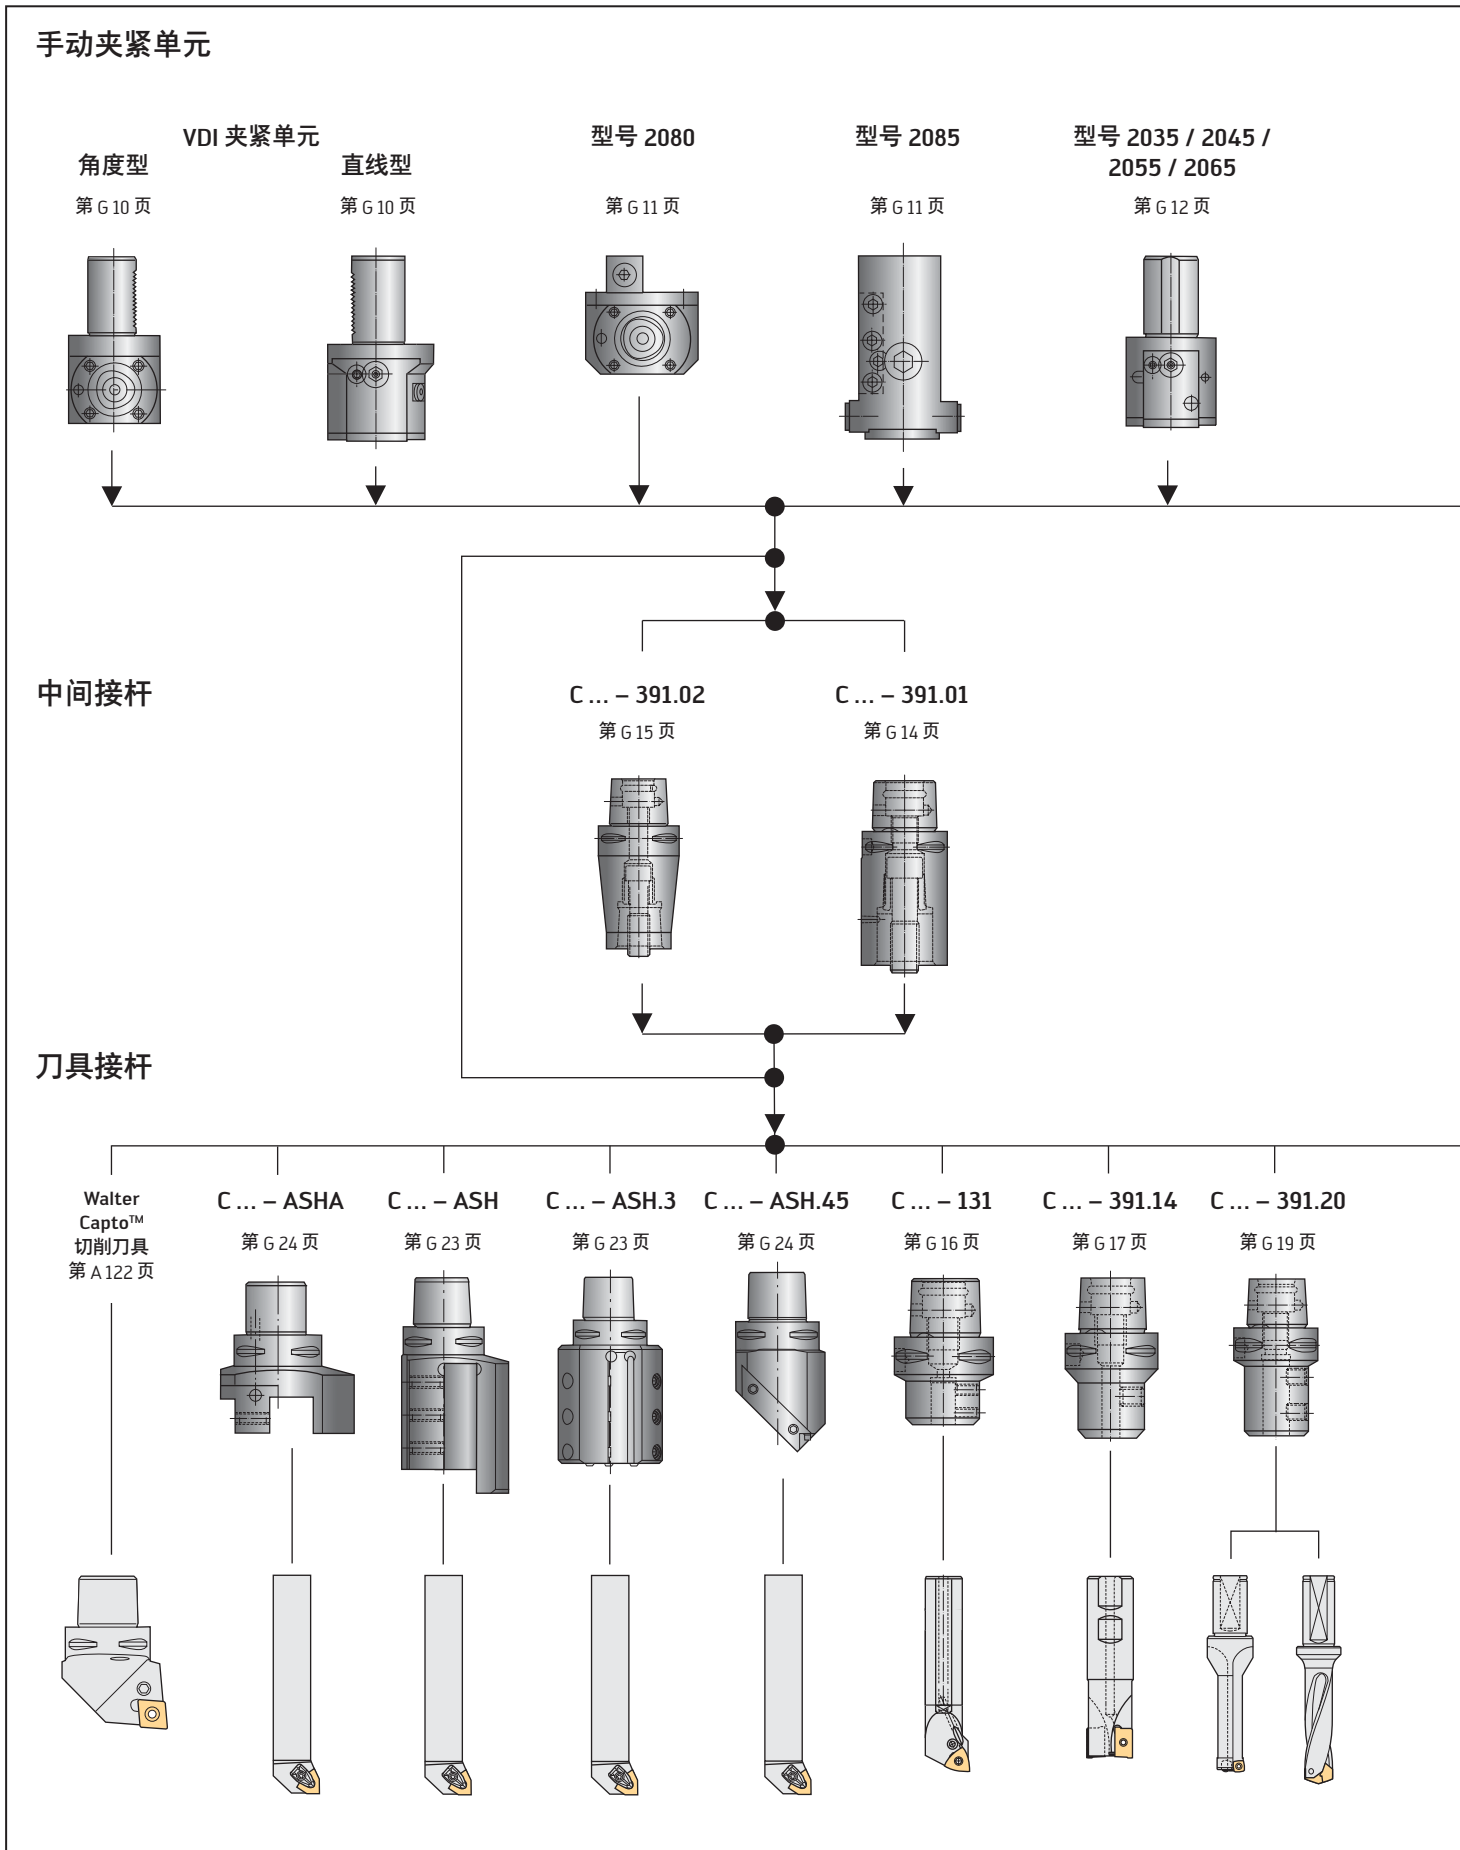 手动夹紧单元
VDI 夹紧单元
角度型
第 G 10 页
直线型
第 G 10 页
型号 2080
第 G 11 页
型号 2085
第 G 11 页
型号 2035 / 2045 /
2055 / 2065
第 G 12 页
中间接杆
C ... – 391.02
第 G 15 页
C ... – 391.01
第 G 14 页
刀具接杆
Walter
Capto™
切削刀具
第 A 122 页
C ... – ASHA
第 G 24 页
C ... – ASH
第 G 23 页
C ... – ASH.3
第 G 23 页
C ... – ASH.45
第 G 24 页
C ... – 131
第 G 16 页
C ... – 391.14
第 G 17 页
C ... – 391.20
第 G 19 页